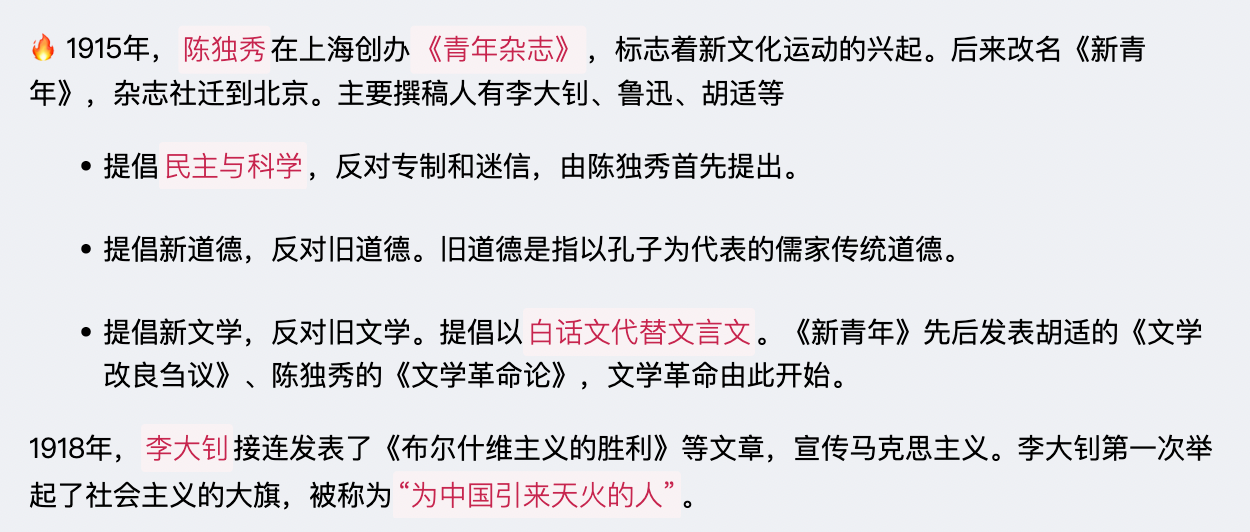 🔥 1915年，陈独秀在上海创办《青年杂志》，标志着新文化运动的兴起。后来改名《新青
年》，杂志社迁到北京。主要撰稿人有李大钊、鲁迅、胡适等
• 提倡民主与科学，反对专制和迷信，由陈独秀首先提出。
• 提倡新道德，反对旧道德。旧道德是指以孔子为代表的儒家传统道德。
• 提倡新文学，反对旧文学。提倡以白话文代替文言文。《新青年》先后发表胡适的《文学
改良刍议》、陈独秀的《文学革命论》，文学革命由此开始。
1918年，李大钊接连发表了《布尔什维主义的胜利》等文章，宣传马克思主义。李大钊第一次举
起了社会主义的大旗，被称为“为中国引来天火的人”。